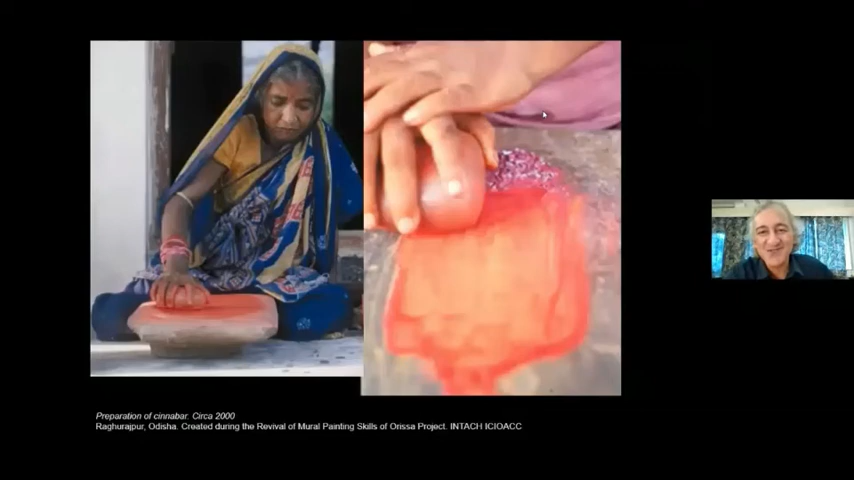 Preparation of cinnabar. Circa 2000
Raghurajpur, Odisha. Created during the Revival of Mural Painting Skills of Orissa Project. INTACH ICIOACC